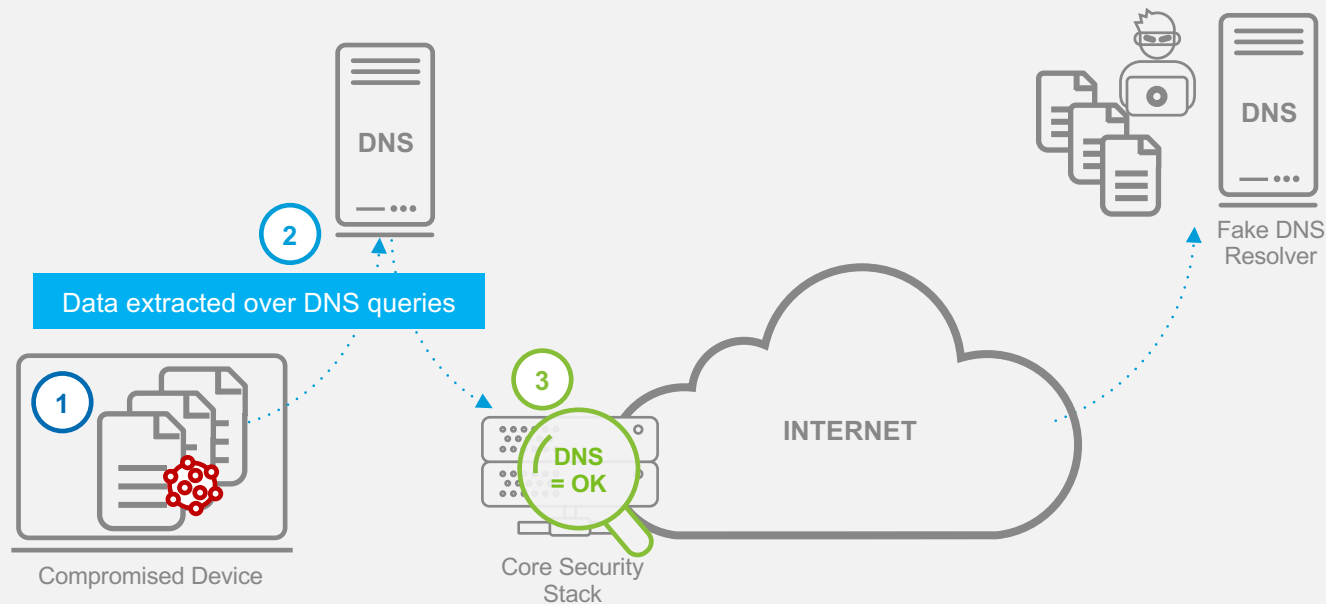 DNS
DNS
2
Fake DNS
Resolver
Data extracted over DNS queries
1
3
INTERNET
DNS
= OK
Compromised Device
Core Security
Stack